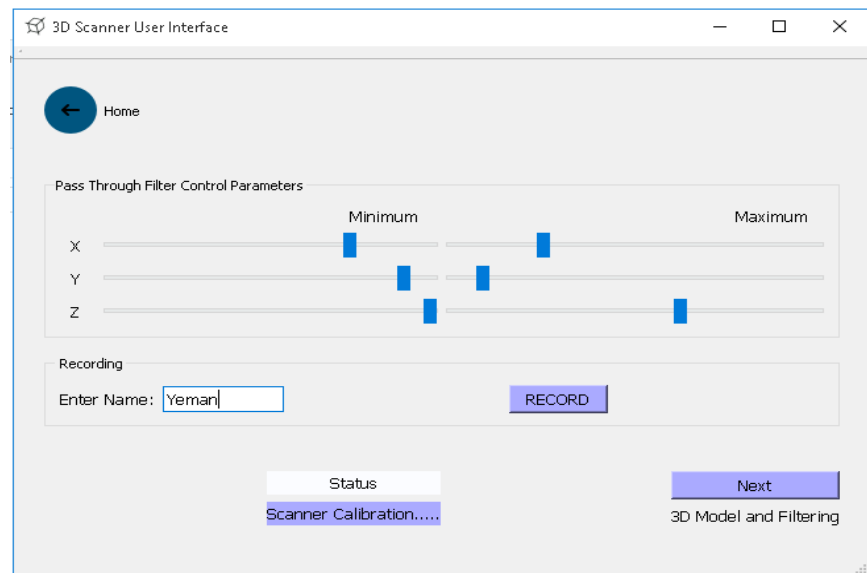 3D Scanner User Interface
Home
Pass Through Filter Control Parameters
Minimum Maximum
X
Y
Z
Recording
Enter Name: Yeman RECORD
Status Next
Scanner Calibration..... 3D Model and Filtering